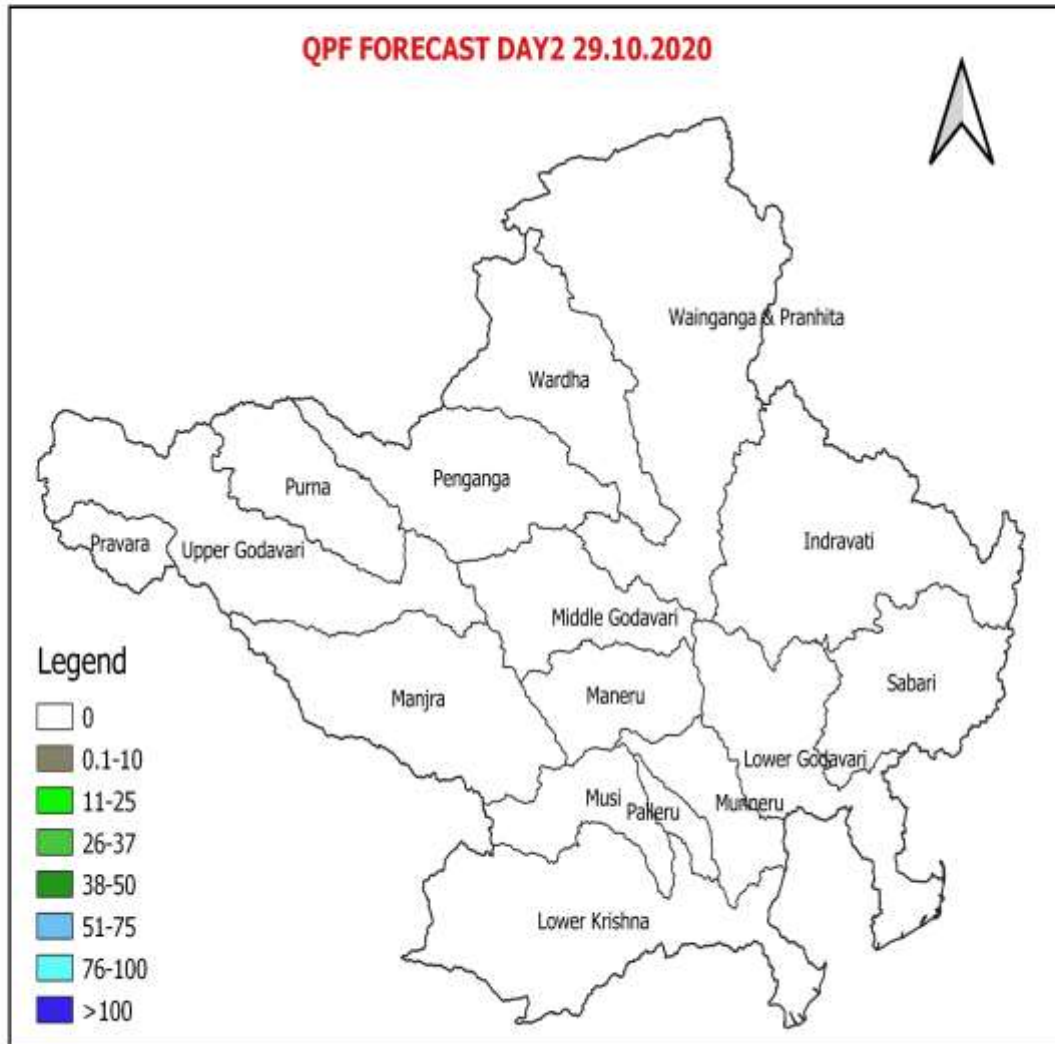 QPF FORECAST DAY2 29.10.2020
Wainganga & Pranhita
Wardha
Penganga
Purna
Indravati
Pravara
Upper Godavari
Middle Godavari
Sabari
Manjra
Maneru
Lower Godavari
Musi
Palleru
Munneru
Lower Krishna
Legend
0
0.1-10
11-25
26-37
38-50
51-75
76-100
>100